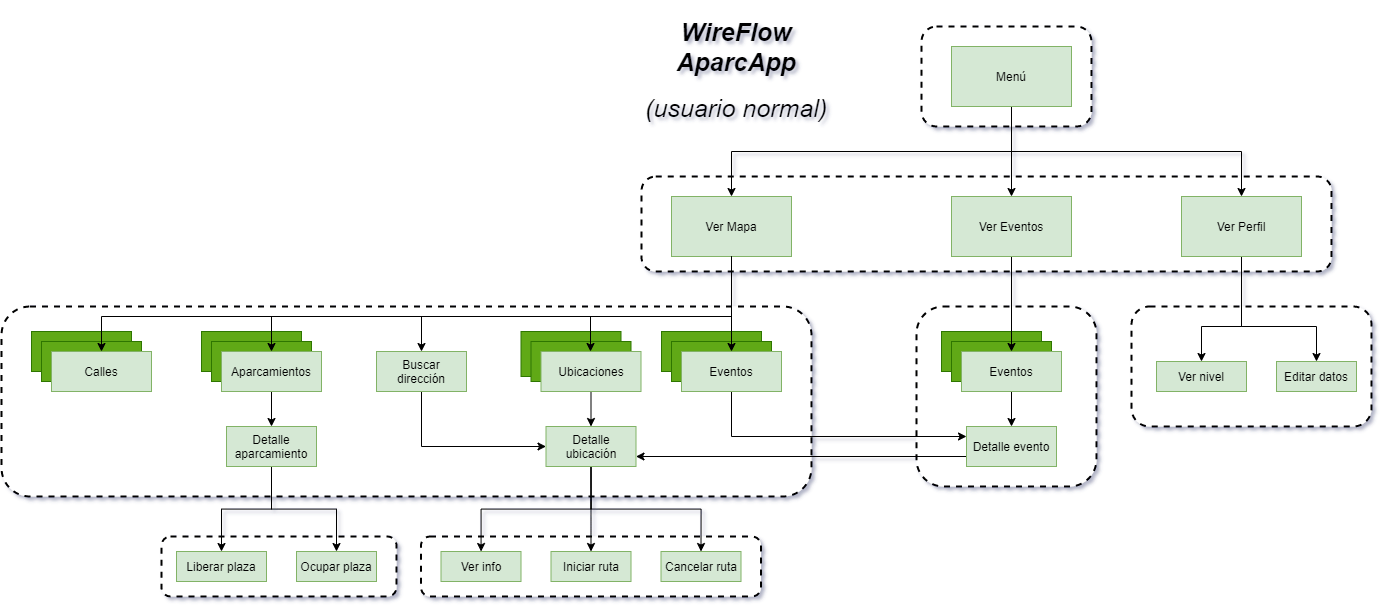 WireFlow
AparcApp
(usuario normal)
Menú
Ver Mapa
Ver Eventos
Ver Perfil
Calles
Aparcamientos
Buscar
dirección
Ubicaciones
Eventos
Eventos
Ver nivel
Editar datos
Detalle
aparcamiento
Detalle
ubicación
Detalle evento
Liberar plaza
Ocupar plaza
Ver info
Iniciar ruta
Cancelar ruta